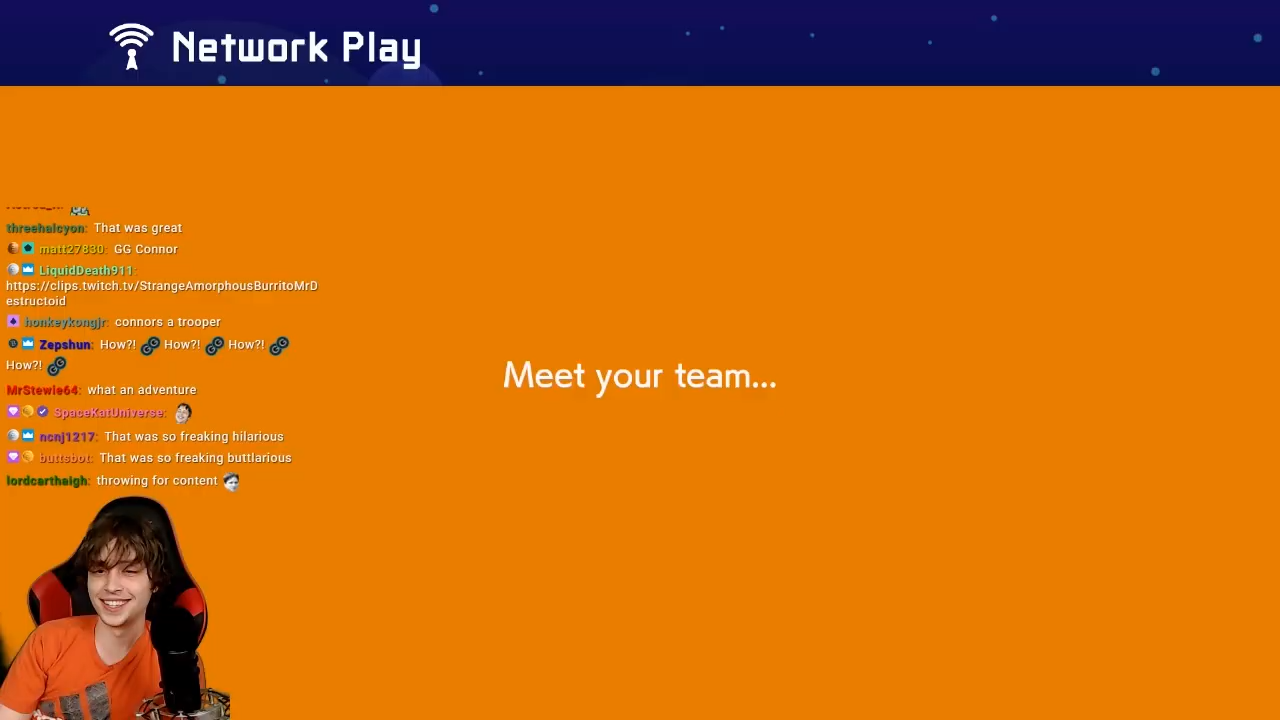 Network Play
threehalcyon: That was great
matt27830: GG Connor
LiquidDeath911:
https://clips.twitch.tv/StrangeAmorphousBurritoMrD
estructoid
honkeykongjr: connors a trooper
Zepshun: How?! How?! How?!
How?!
MrStewie64: what an adventure
SpaceKatUniverse:
ncnj1217: That was so freaking hilarious
buttsbot: That was so freaking buttlarious
lordcarthaigh: throwing for content
Meet your team...